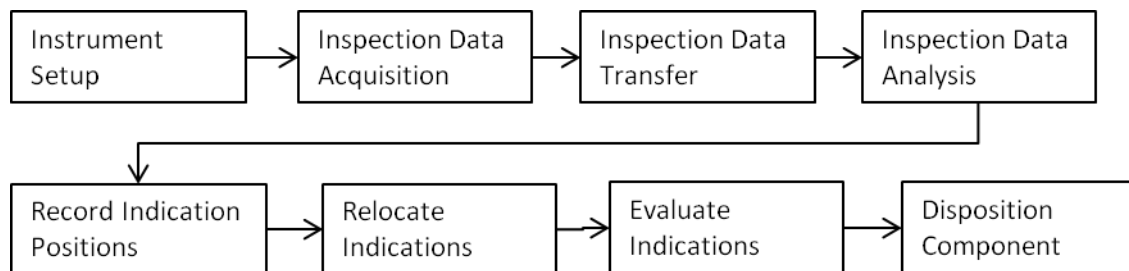 Instrument
Setup
Inspection Data
Acquisition
Inspection Data
Transfer
Inspection Data
Analysis
Record Indication
Positions
Relocate
Indications
Evaluate
Indications
Disposition
Component